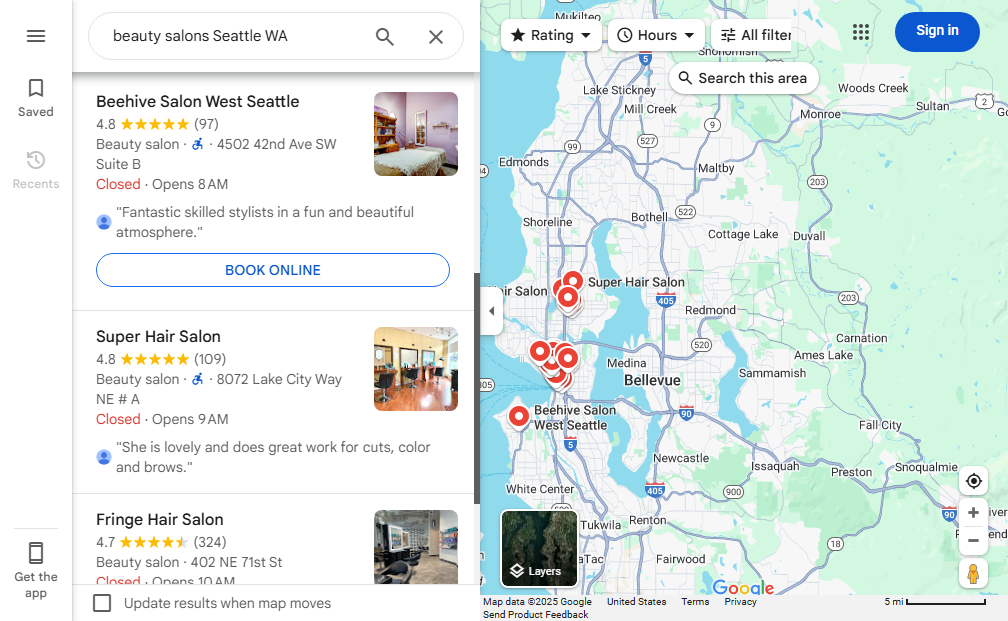 beauty salons Seattle WA
Saved
Recents
Get the
app
Beehive Salon West Seattle
4.8 (97)
Beauty salon · 4502 42nd Ave SW
Suite B
Closed · Opens 8 AM
"Fantastic skilled stylists in a fun and beautiful
atmosphere."
BOOK ONLINE
Super Hair Salon
4.8 (109)
Beauty salon · 8072 Lake City Way
NE # A
Closed · Opens 9 AM
"She is lovely and does great work for cuts, color
and brows."
Fringe Hair Salon
4.7 (324)
Beauty salon · 402 NE 71st St
Closed · Opens 10 AM
Update results when map moves
Rating
Hours
All filter
Sign in
Search this area
Mukilteo
Snohomish
5
Lake Stickney
Mill Creek
Woods Creek
Sultan
2
Monroe
9
527
99
Edmonds
Maltby
203
Bothell
522
Shoreline
Cottage Lake
Duvall
Super Hair Salon
air Salon
405
Redmond
203
Carnation
520
Ames Lake
Medina
Bellevue
Sammamish
305
Beehive Salon
West Seattle
90
Fall City
5
Newcastle
Issaquah
Preston
Snoqualmie
White Center
405
900
90
Tukwila
Renton
18
Fairwood
SeaTac
Layers
Google
Map data ©2025 Google
United States
Terms
Privacy
5 mi
Send Product Feedback